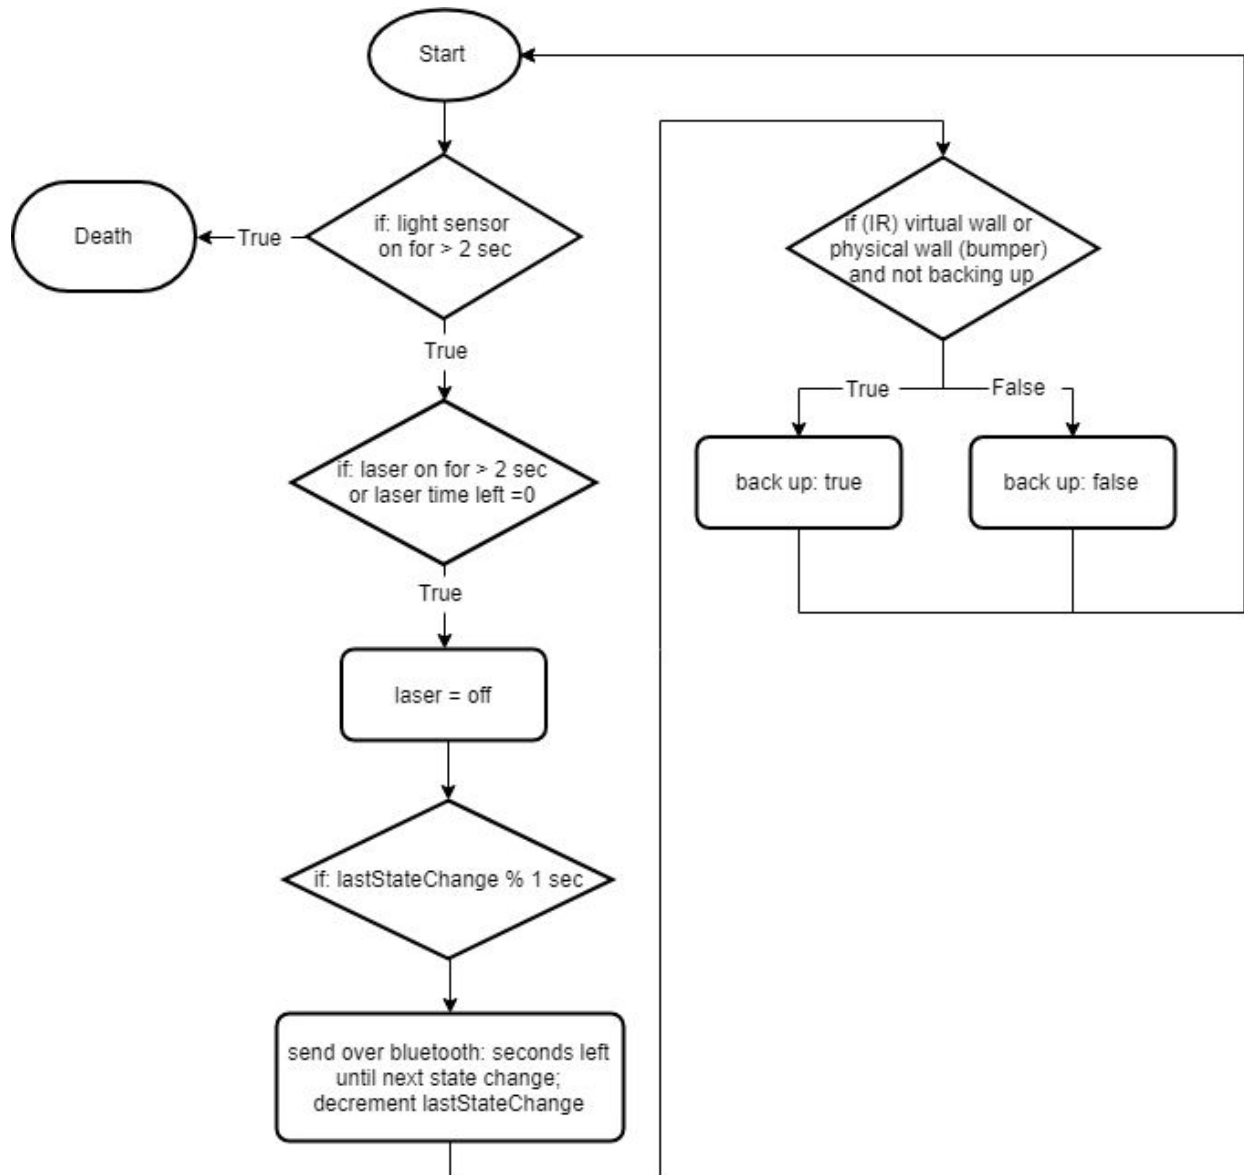 Start
if: light sensor
on for > 2 sec
True
Death
True
if: laser on for > 2 sec
or laser time left =0
True
laser = off
if: lastStateChange % 1 sec
send over bluetooth: seconds left
until next state change;
decrement lastStateChange
if (IR) virtual wall or
physical wall (bumper)
and not backing up
True
False
back up: true
back up: false